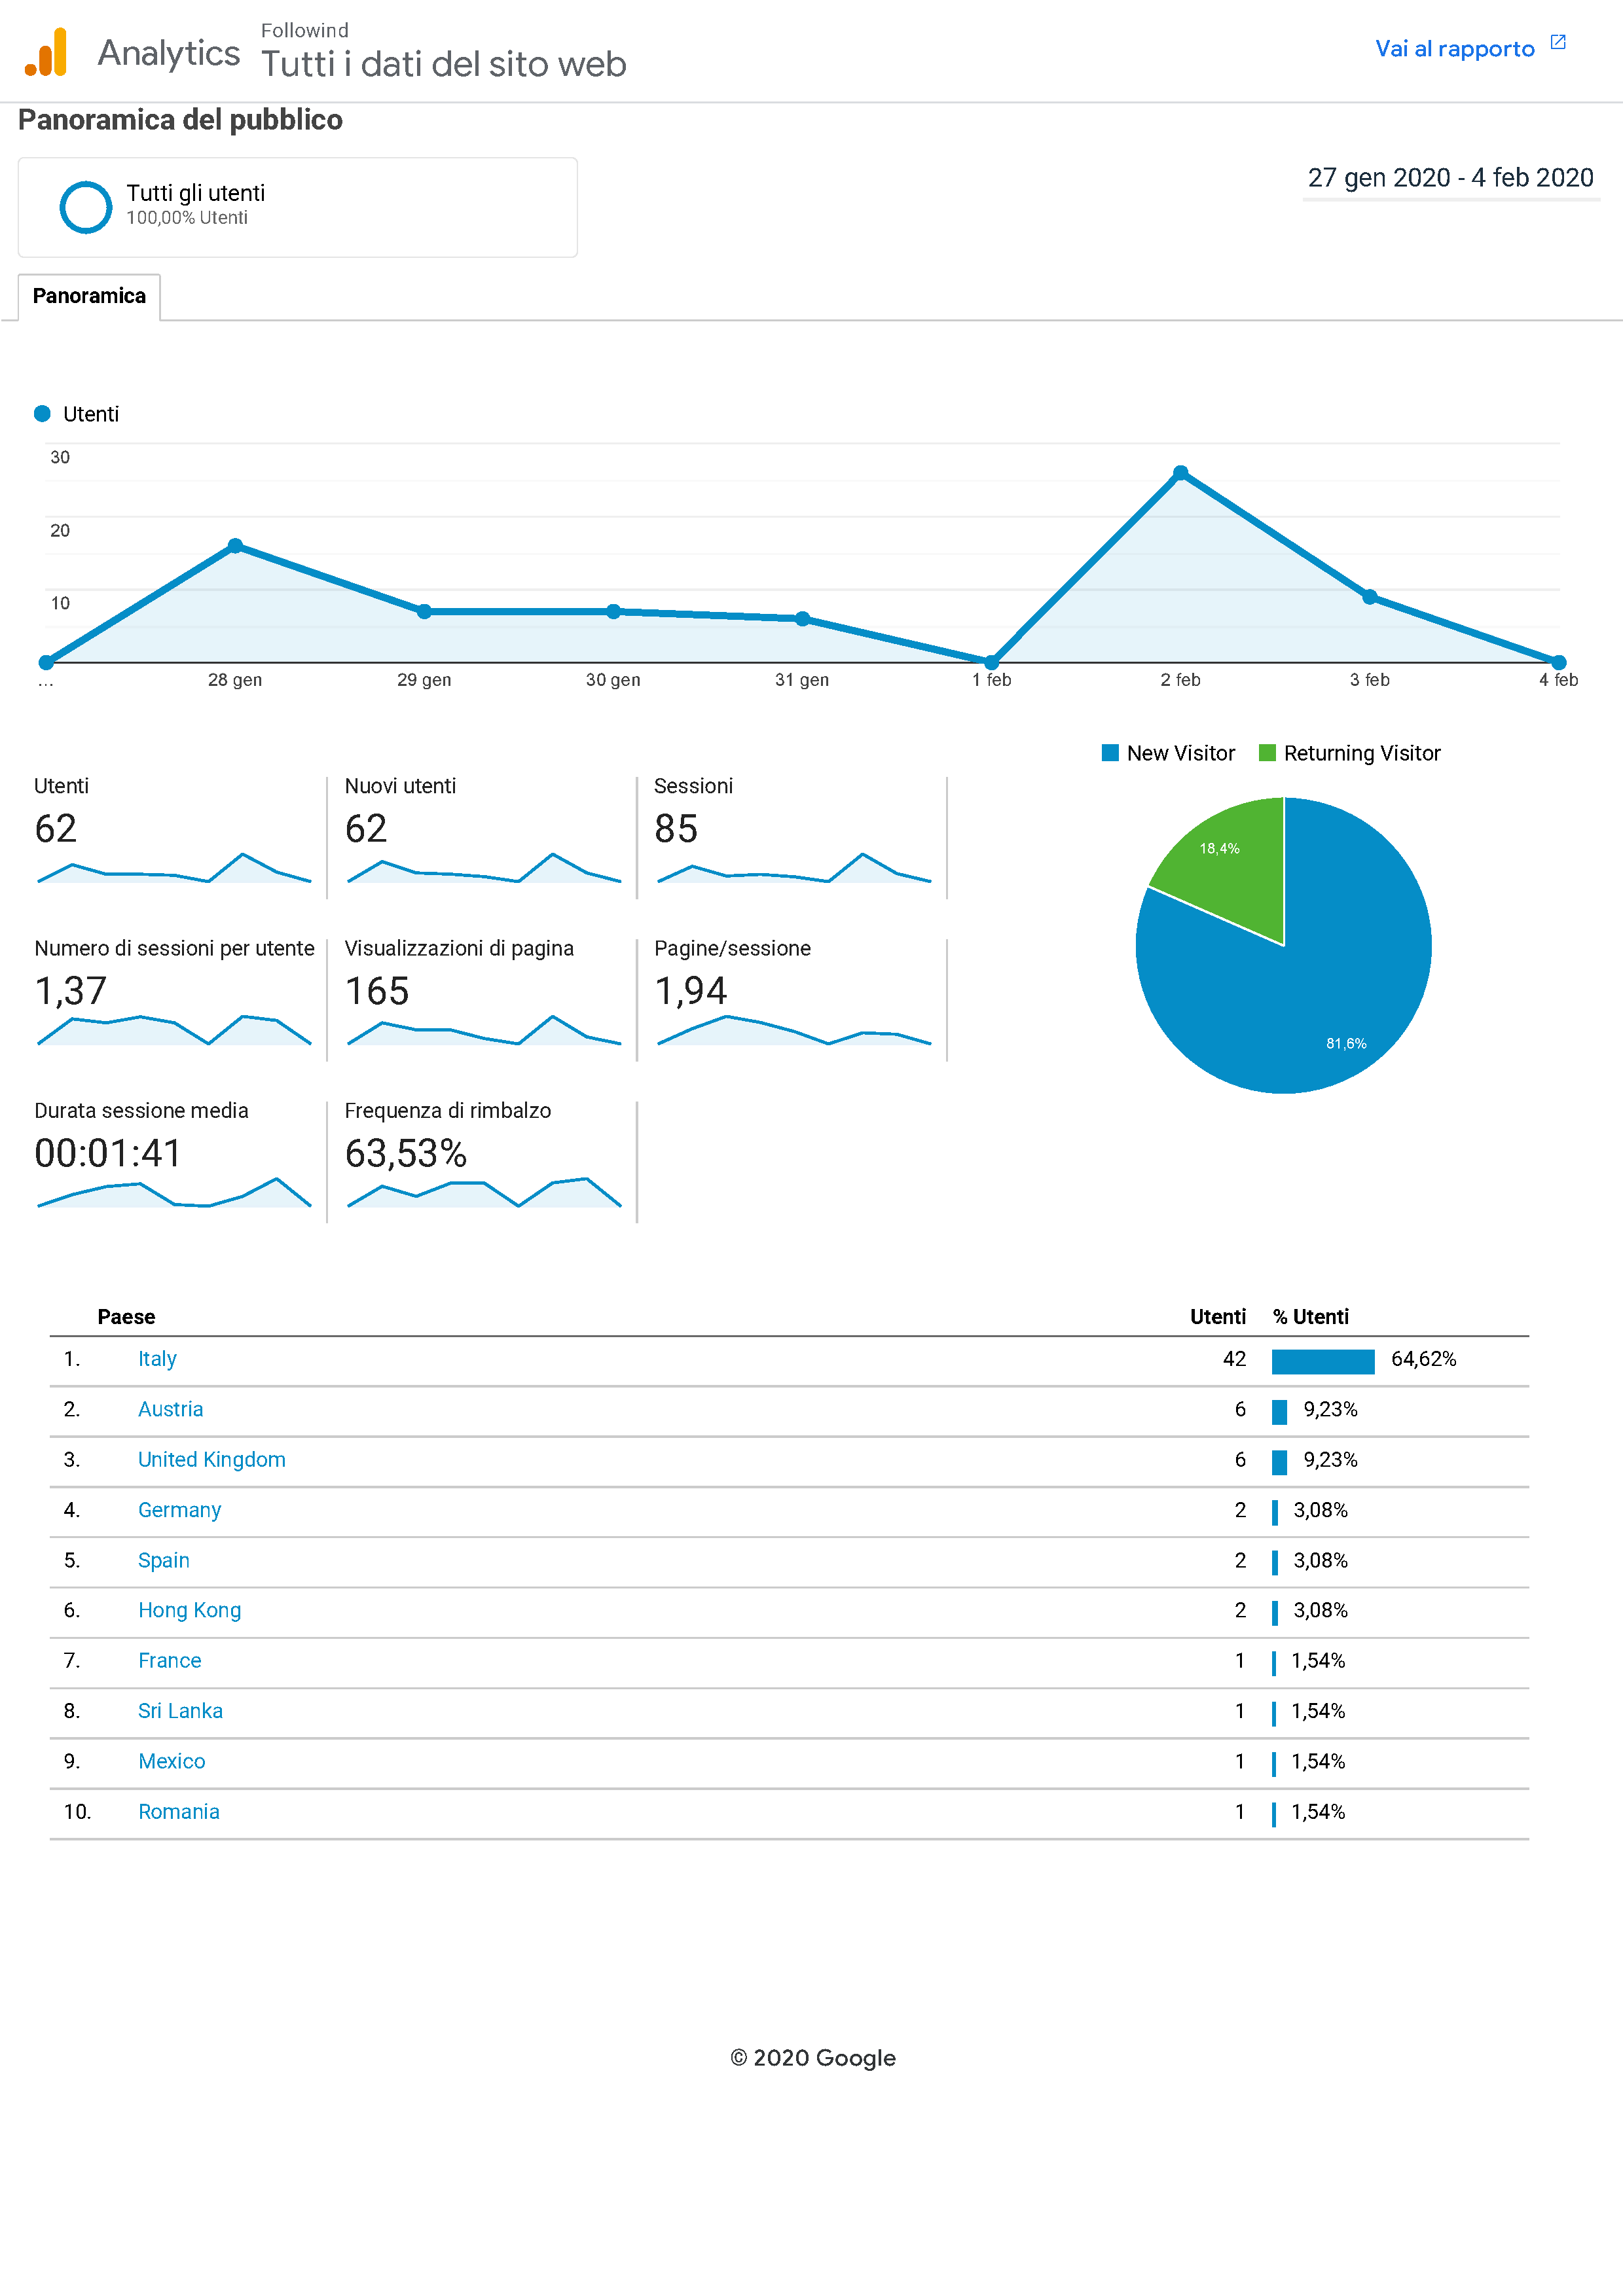 Analytics
Followind
Tutti i dati del sito web
Vai al rapporto
Panoramica del pubblico
Tutti gli utenti
100,00% Utenti
27 gen 2020 - 4 feb 2020
Panoramica
Utenti
30
20
10
... 28 gen 29 gen 30 gen 31 gen 1 feb 2 feb 3 feb 4 feb
New Visitor Returning Visitor
18,4%
81,6%
Utenti
62
Nuovi utenti
62
Sessioni
85
Numero di sessioni per utente
1,37
Visualizzazioni di pagina
165
Pagine/sessione
1,94
Durata sessione media
00:01:41
Frequenza di rimbalzo
63,53%
Paese Utenti % Utenti
1. Italy 42 64,62%
2. Austria 6 9,23%
3. United Kingdom 6 9,23%
4. Germany 2 3,08%
5. Spain 2 3,08%
6. Hong Kong 2 3,08%
7. France 1 1,54%
8. Sri Lanka 1 1,54%
9. Mexico 1 1,54%
10. Romania 1 1,54%
© 2020 Google